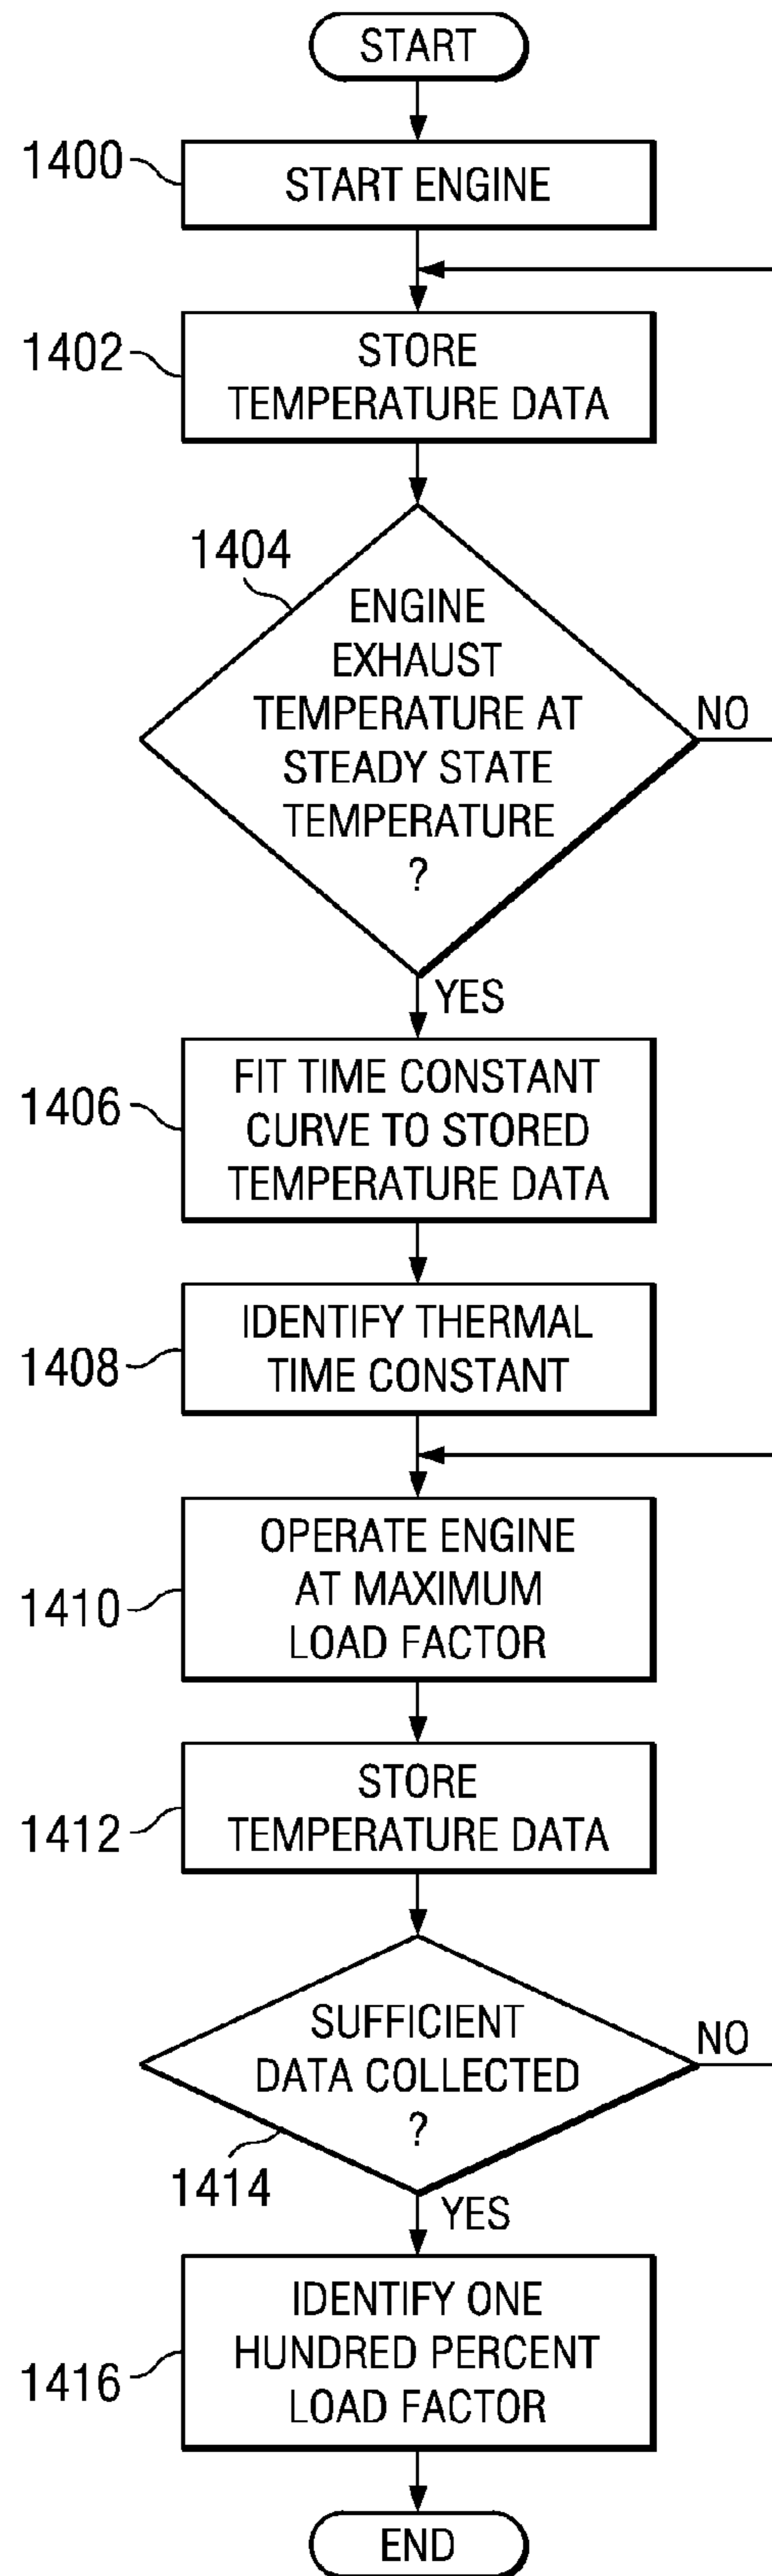 START
1400
START ENGINE
1402
STORE
TEMPERATURE DATA
1404
ENGINE
EXHAUST
TEMPERATURE AT
STEADY STATE
TEMPERATURE
?
NO
YES
1406
FIT TIME CONSTANT
CURVE TO STORED
TEMPERATURE DATA
1408
IDENTIFY THERMAL
TIME CONSTANT
1410
OPERATE ENGINE
AT MAXIMUM
LOAD FACTOR
1412
STORE
TEMPERATURE DATA
SUFFICIENT
DATA COLLECTED
?
NO
1414
YES
1416
IDENTIFY ONE
HUNDRED PERCENT
LOAD FACTOR
END